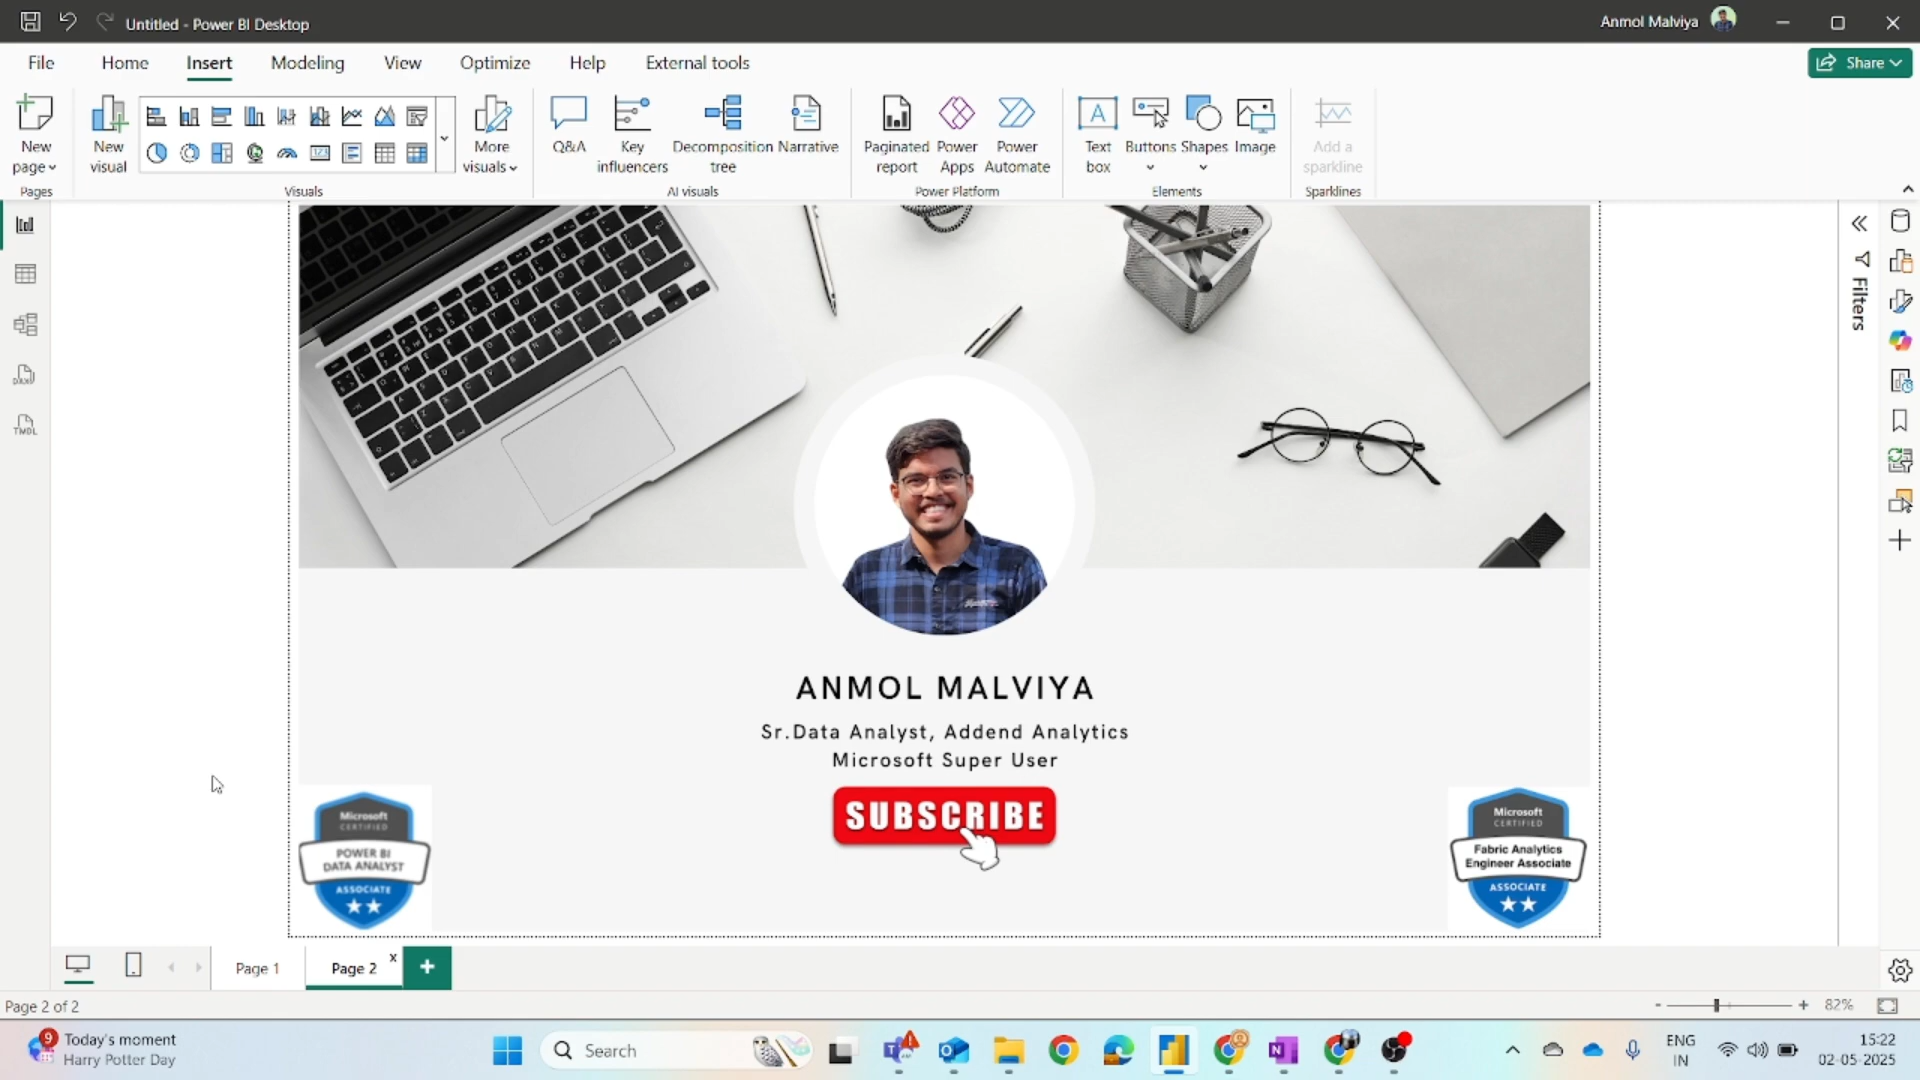 Untitled - Power BI Desktop
Anmol Malviya
File
Home
Insert
Modeling
View
Optimize
Help
External tools
Share
New
page
New
visual
More
visuals
Q&A
Key
influencers
Decomposition
tree
Narrative
Paginated
report
Power
Apps
Power
Automate
Text
box
Buttons
Shapes
Image
Add a
sparkline
Pages
Visuals
AI visuals
Power Platform
Elements
Sparklines
Filters
DAX
TMDL
ANMOL MALVIYA
Sr.Data Analyst, Addend Analytics
Microsoft Super User
SUBSCRIBE
Microsoft
CERTIFIED
POWER BI
DATA ANALYST
ASSOCIATE
Microsoft
CERTIFIED
Fabric Analytics
Engineer Associate
ASSOCIATE
Page 1
Page 2
x
+
Page 2 of 2
- + 82%
9
Today's moment
Harry Potter Day
Search
ENG
IN
15:22
02-05-2025